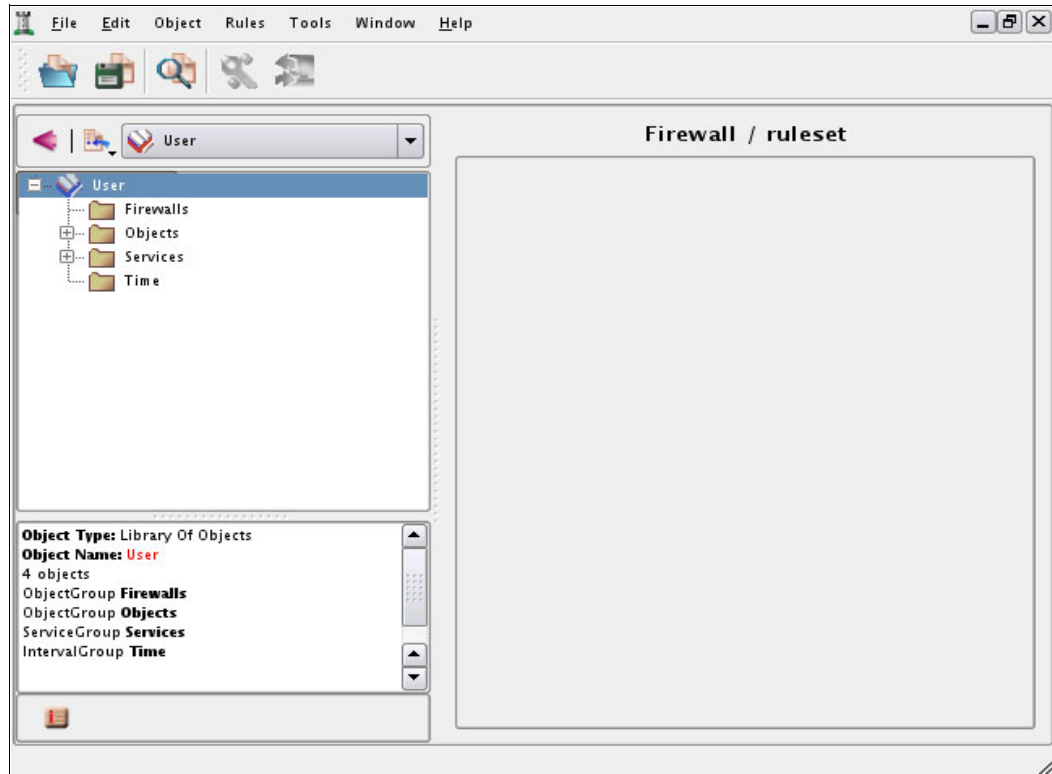 File Edit Object Rules Tools Window Help
User
Firewall / ruleset
User
Firewalls
Objects
Services
Time
Object Type: Library Of Objects
Object Name: User
4 objects
ObjectGroup Firewalls
ObjectGroup Objects
ServiceGroup Services
IntervalGroup Time